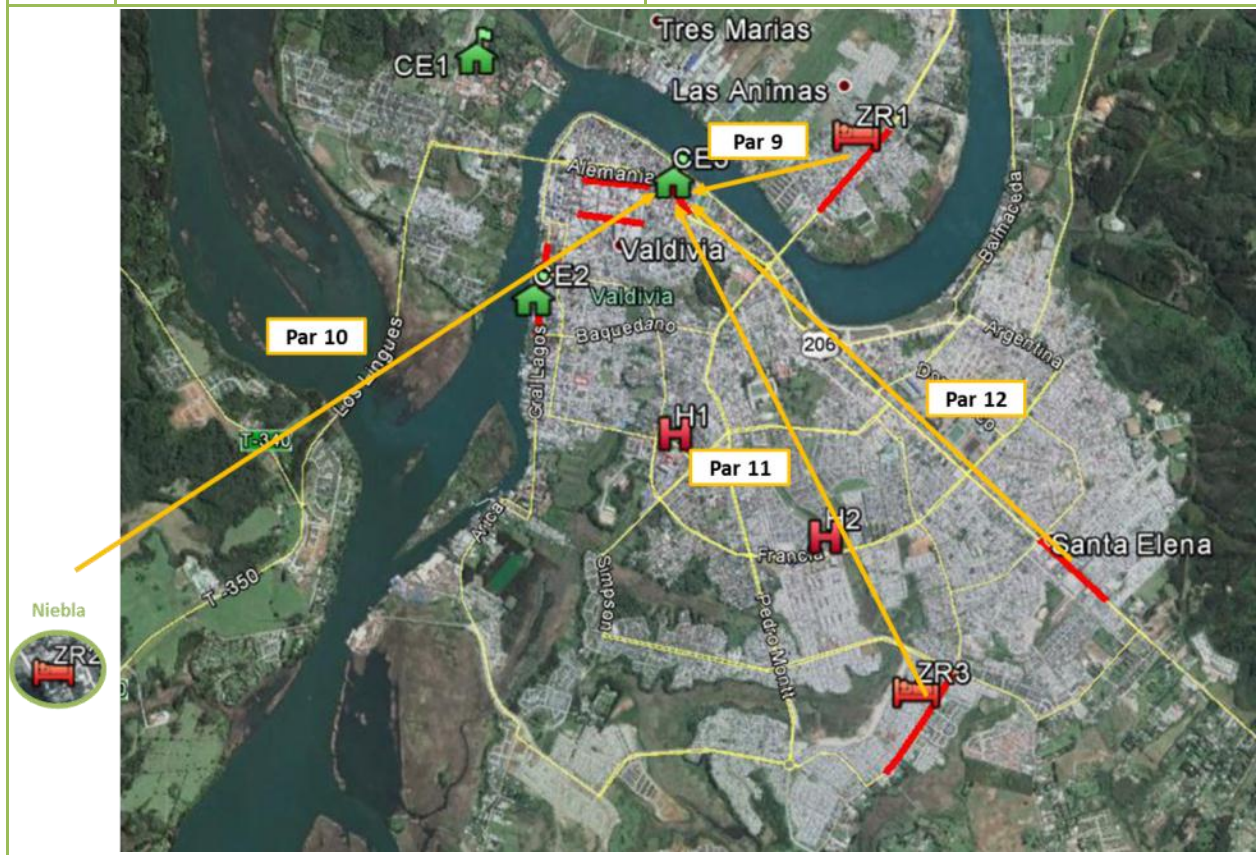 Tres Marias
CE1
Las Animas
ZR1
Par 9
CE3
Alemania
Valdivia
CE2
Valdivia
Balmaceda
Baquedano
Argentina
206
Par 10
Los Lingues
Gral Lagos
Par 12
H1
T-340
Par 11
H2
Santa Elena
Arica
Francia
T-350
Simpson
Pedro Montt
Niebla
ZR2
ZR3